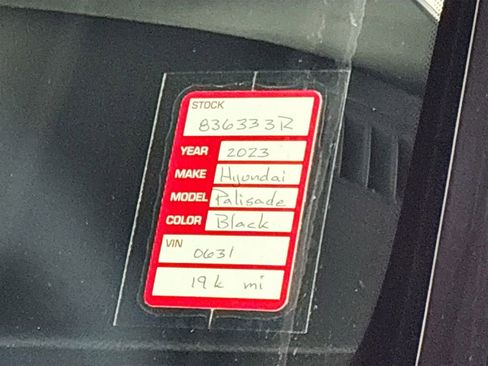 STOCK
836333R
YEAR 2023
MAKE Hyundai
MODEL Palisade
COLOR Black
VIN
0631
19k mi